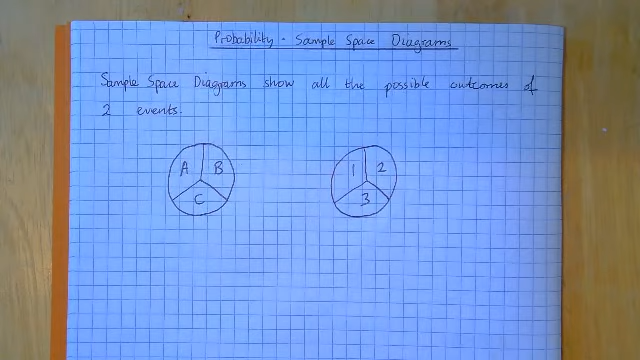 Probability - Sample Space Diagrams
Sample Space Diagrams show all the possible outcomes of
2 events.
A B 1 2
C 3